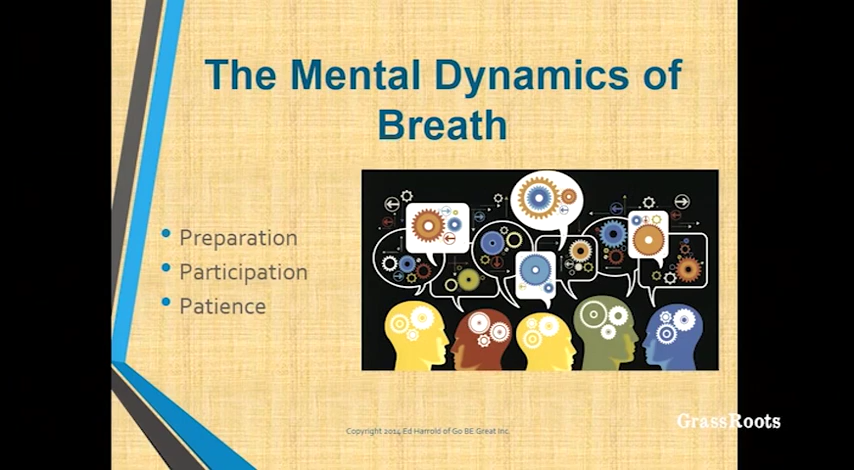 The Mental Dynamics of
Breath
Preparation
Participation
Patience
Copyright 2014 Ed Harrold of Go BE Great Inc.
GrassRoots